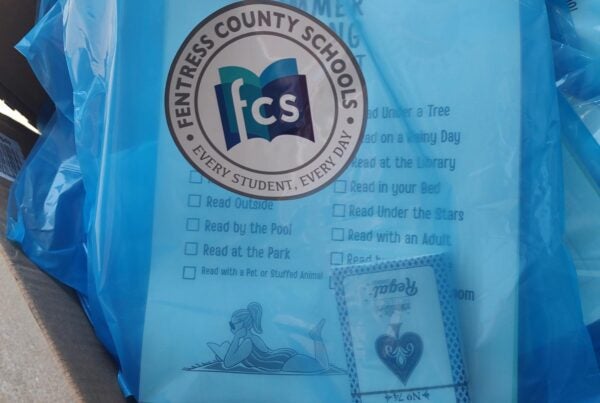 FENTRESS COUNTY SCHOOLS
fcs
• EVERY STUDENT, EVERY DAY •
Read Outside
Read by the Pool
Read at the Park
Read with a Pet or Stuffed Animal
Under a Tree
on a Rainy Day
Read at the Library
Read in your Bed
Read Under the Stars
Read with an Adult
Read
Regal